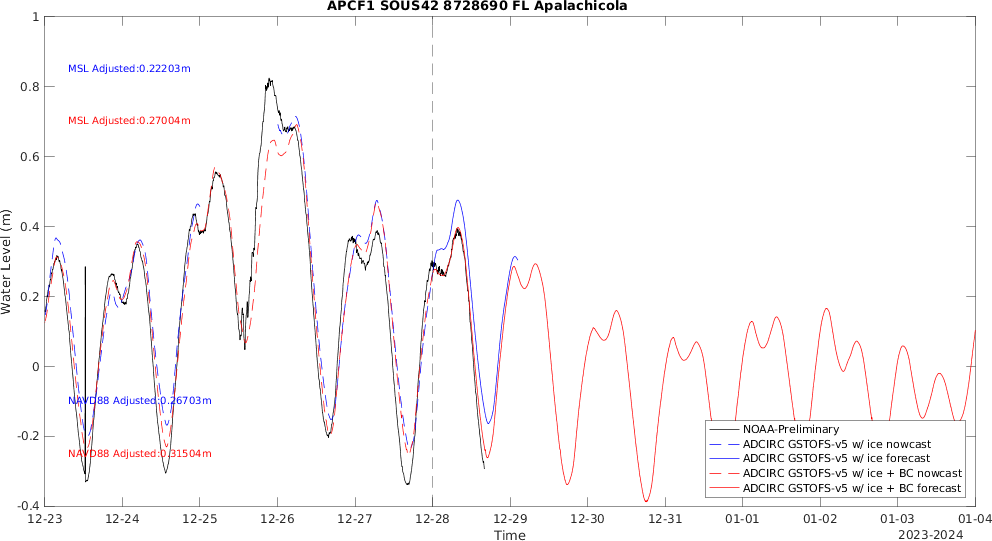 APCF1 SOUS42 8728690 FL Apalachicola
1
0.8
0.6
0.4
0.2
0
-0.2
-0.4
Water Level (m)
MSL Adjusted:0.22203m
MSL Adjusted:0.27004m
NAVD88 Adjusted:0.26703m
NAVD88 Adjusted:0.31504m
NOAA-Preliminary
ADCIRC GSTOFS-v5 w/ ice nowcast
ADCIRC GSTOFS-v5 w/ ice forecast
ADCIRC GSTOFS-v5 w/ ice + BC nowcast
ADCIRC GSTOFS-v5 w/ ice + BC forecast
12-23 12-24 12-25 12-26 12-27 12-28 12-29 12-30 12-31 01-01 01-02 01-03 01-04
Time
2023-2024